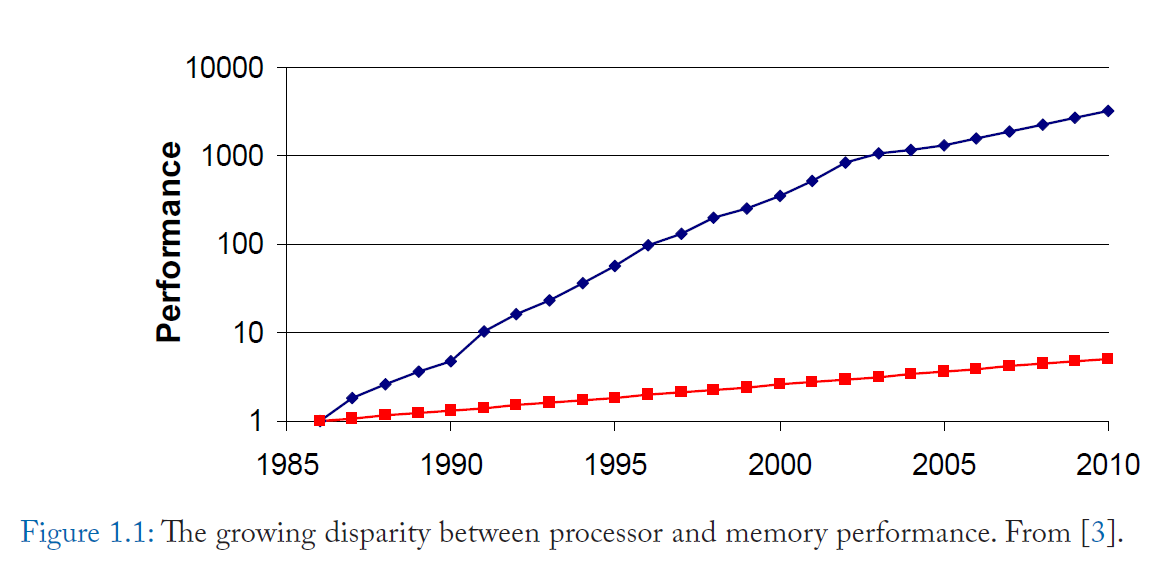 10000
1000
100
10
1
Performance
1985 1990 1995 2000 2005 2010
Figure 1.1: The growing disparity between processor and memory performance. From [3].